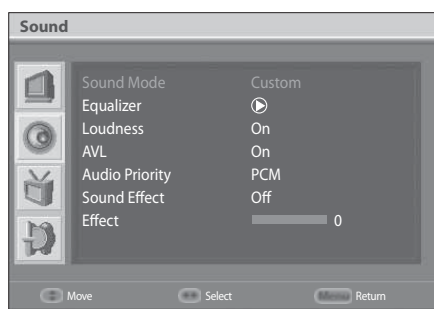 Sound
Sound Mode Custom
Equalizer
Loudness On
AVL On
Audio Priority PCM
Sound Effect Off
Effect 0
Move Select Menu Return